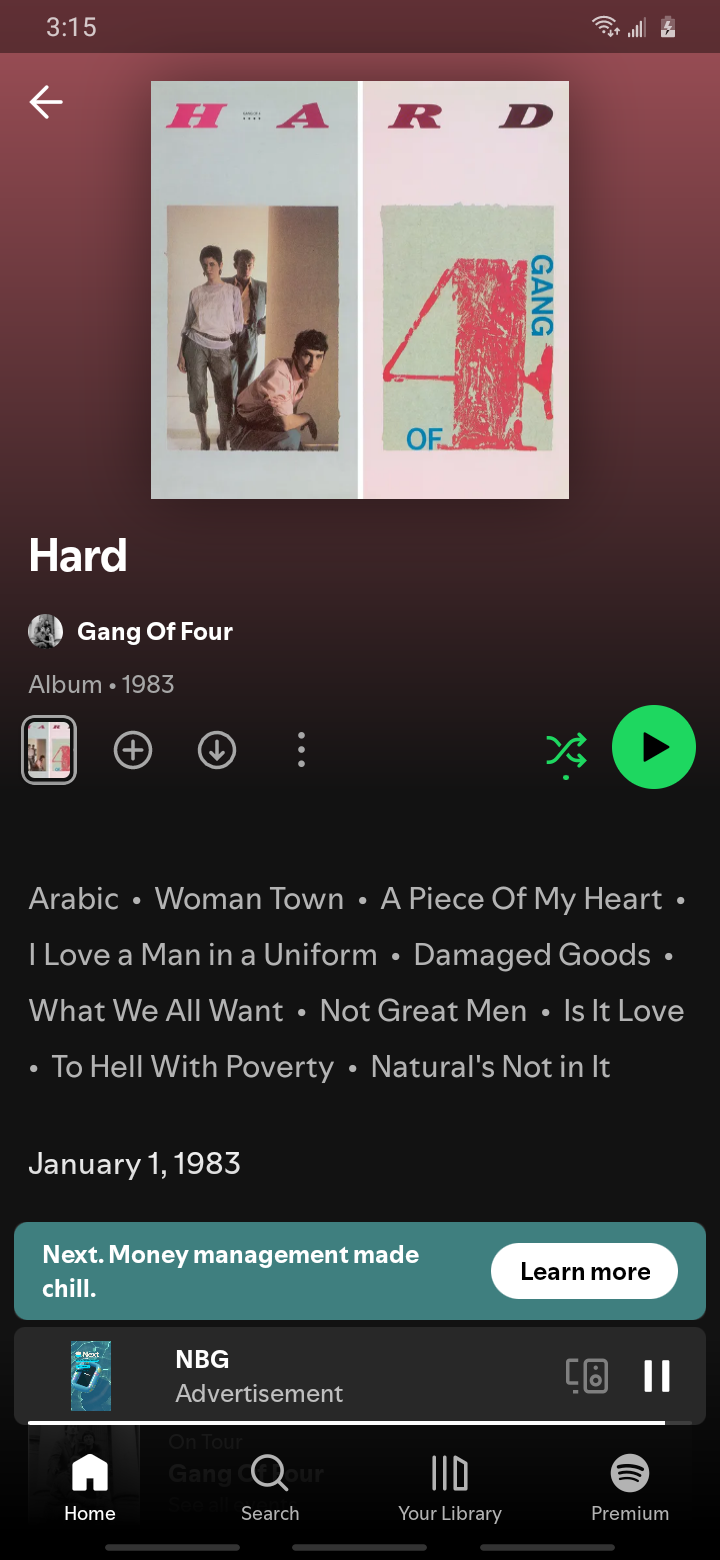 3:15
H A R D
GANG
OF
4
Hard
Gang Of Four
Album • 1983
Arabic • Woman Town • A Piece Of My Heart •
I Love a Man in a Uniform • Damaged Goods •
What We All Want • Not Great Men • Is It Love
• To Hell With Poverty • Natural's Not in It
January 1, 1983
Next. Money management made
chill.
Learn more
Next
NBG
Advertisement
On Tour
Gang Of Four
Home
Search
Your Library
Premium